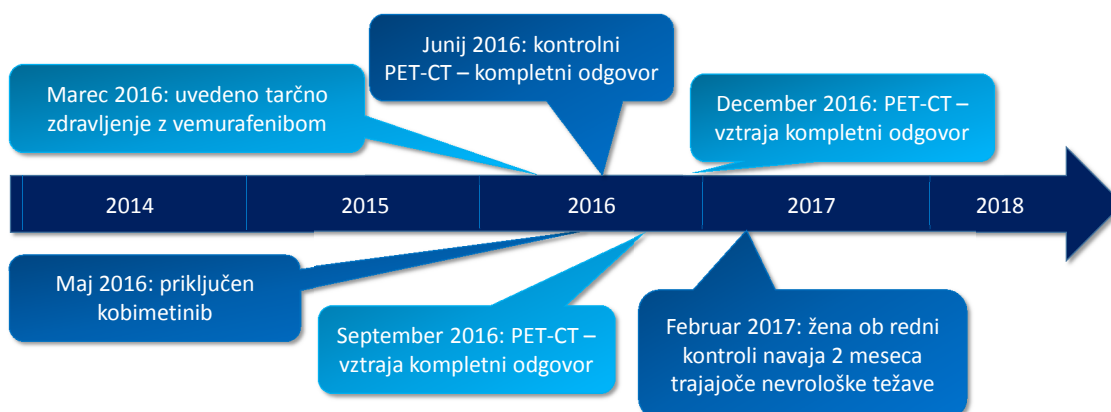 Junij 2016: kontrolni
PET-CT – kompletni odgovor
Marec 2016: uvedeno tarčno
zdravljenje z vemurafenibom
December 2016: PET-CT –
vztraja kompletni odgovor
2014
2015
2016
2017
2018
Maj 2016: priključen
kobimetinib
September 2016: PET-CT –
vztraja kompletni odgovor
Februar 2017: žena ob redni
kontroli navaja 2 meseca
trajajoče nevrološke težave